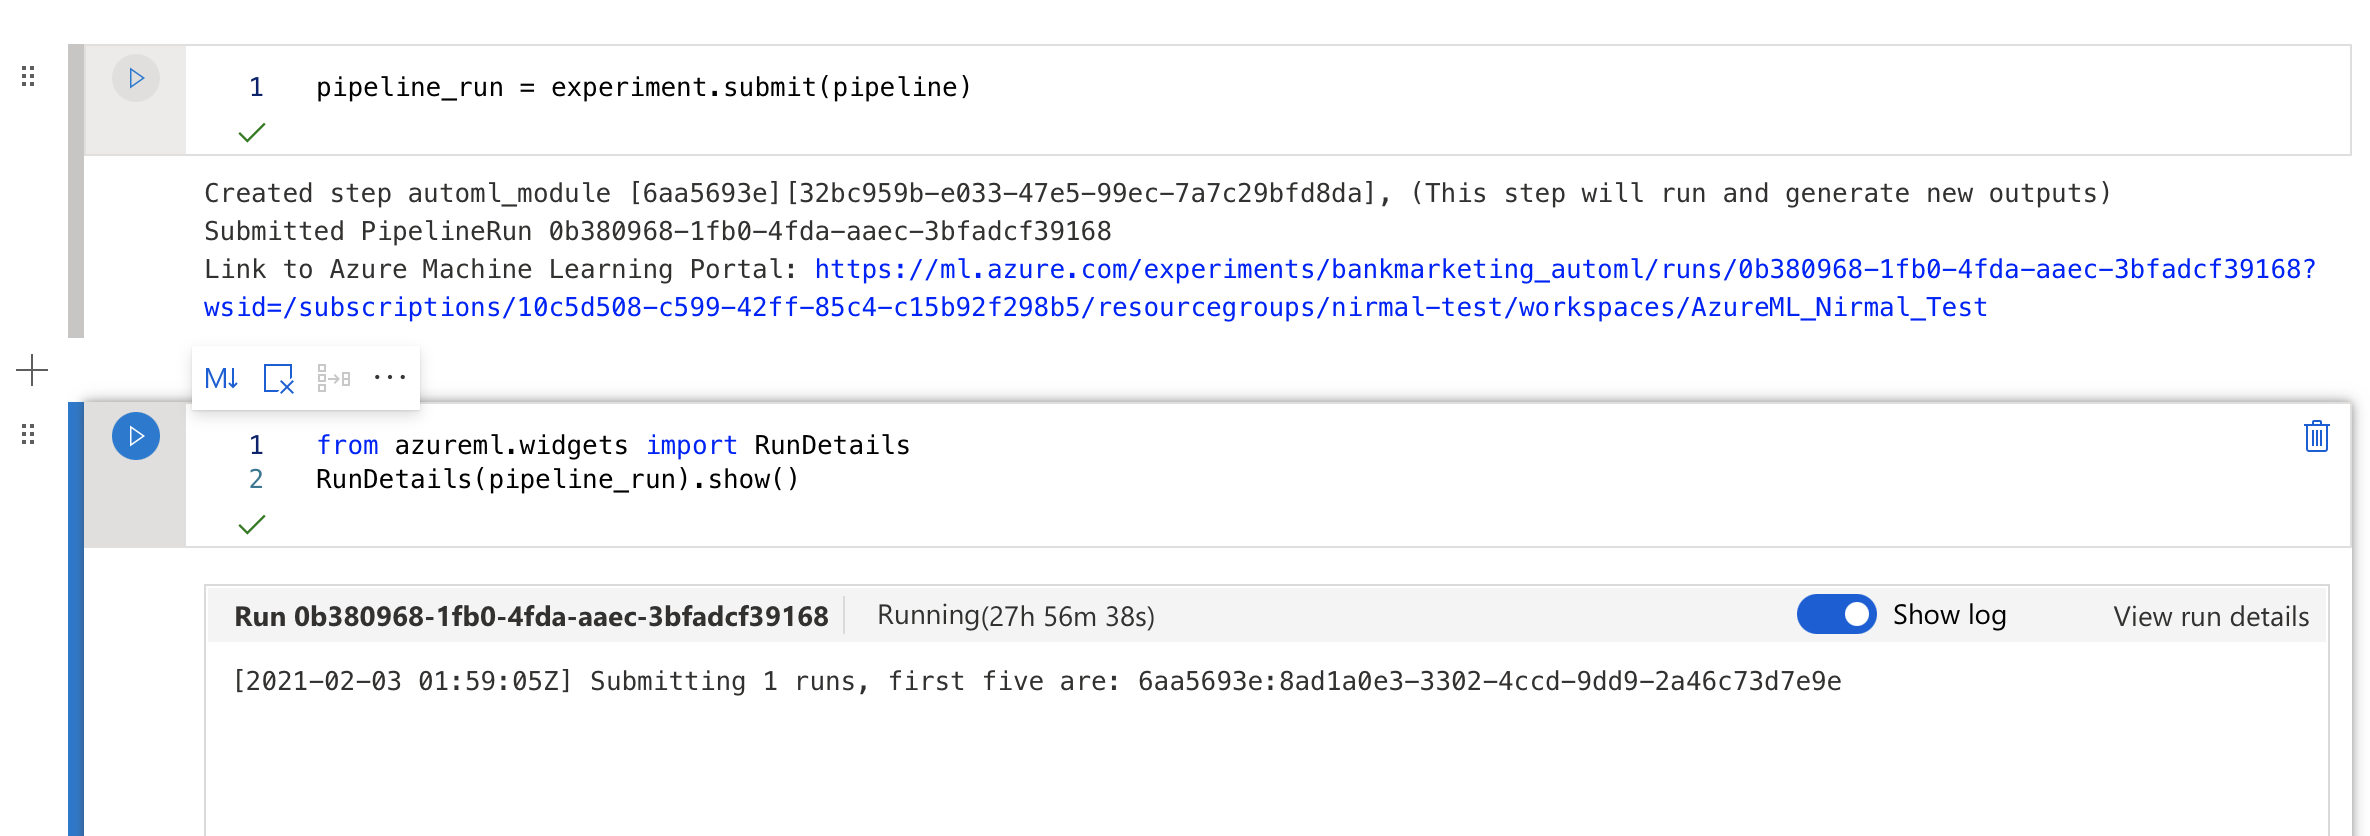 1 pipeline_run = experiment.submit(pipeline)
Created step automl_module [6aa5693e][32bc959b-e033-47e5-99ec-7a7c29bfd8da], (This step will run and generate new outputs)
Submitted PipelineRun 0b380968-1fb0-4fda-aaec-3bfadcf39168
Link to Azure Machine Learning Portal: https://ml.azure.com/experiments/bankmarketing_automl/runs/0b380968-1fb0-4fda-aaec-3bfadcf39168?
wsid=/subscriptions/10c5d508-c599-42ff-85c4-c15b92f298b5/resourcegroups/nirmal-test/workspaces/AzureML_Nirmal_Test
M↓ ···
1 from azureml.widgets import RunDetails
2 RunDetails(pipeline_run).show()
Run 0b380968-1fb0-4fda-aaec-3bfadcf39168 Running(27h 56m 38s) Show log View run details
[2021-02-03 01:59:05Z] Submitting 1 runs, first five are: 6aa5693e:8ad1a0e3-3302-4ccd-9dd9-2a46c73d7e9e